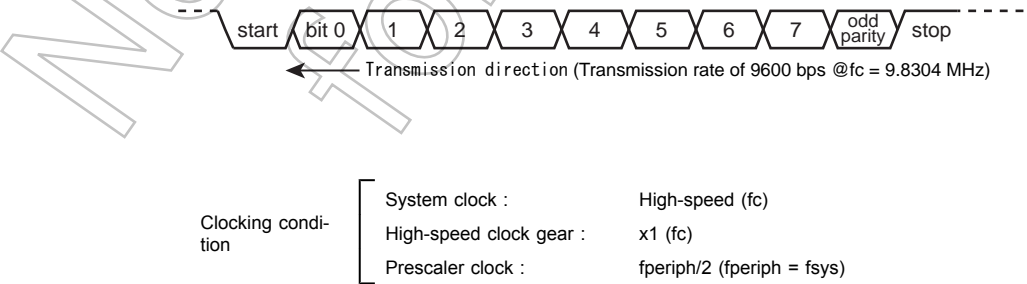 start bit 0 1 2 3 4 5 6 7 odd parity stop
Transmission direction (Transmission rate of 9600 bps @fc = 9.8304 MHz)
Clocking condi-
tion
System clock : High-speed (fc)
High-speed clock gear : x1 (fc)
Prescaler clock : fperiph/2 (fperiph = fsys)